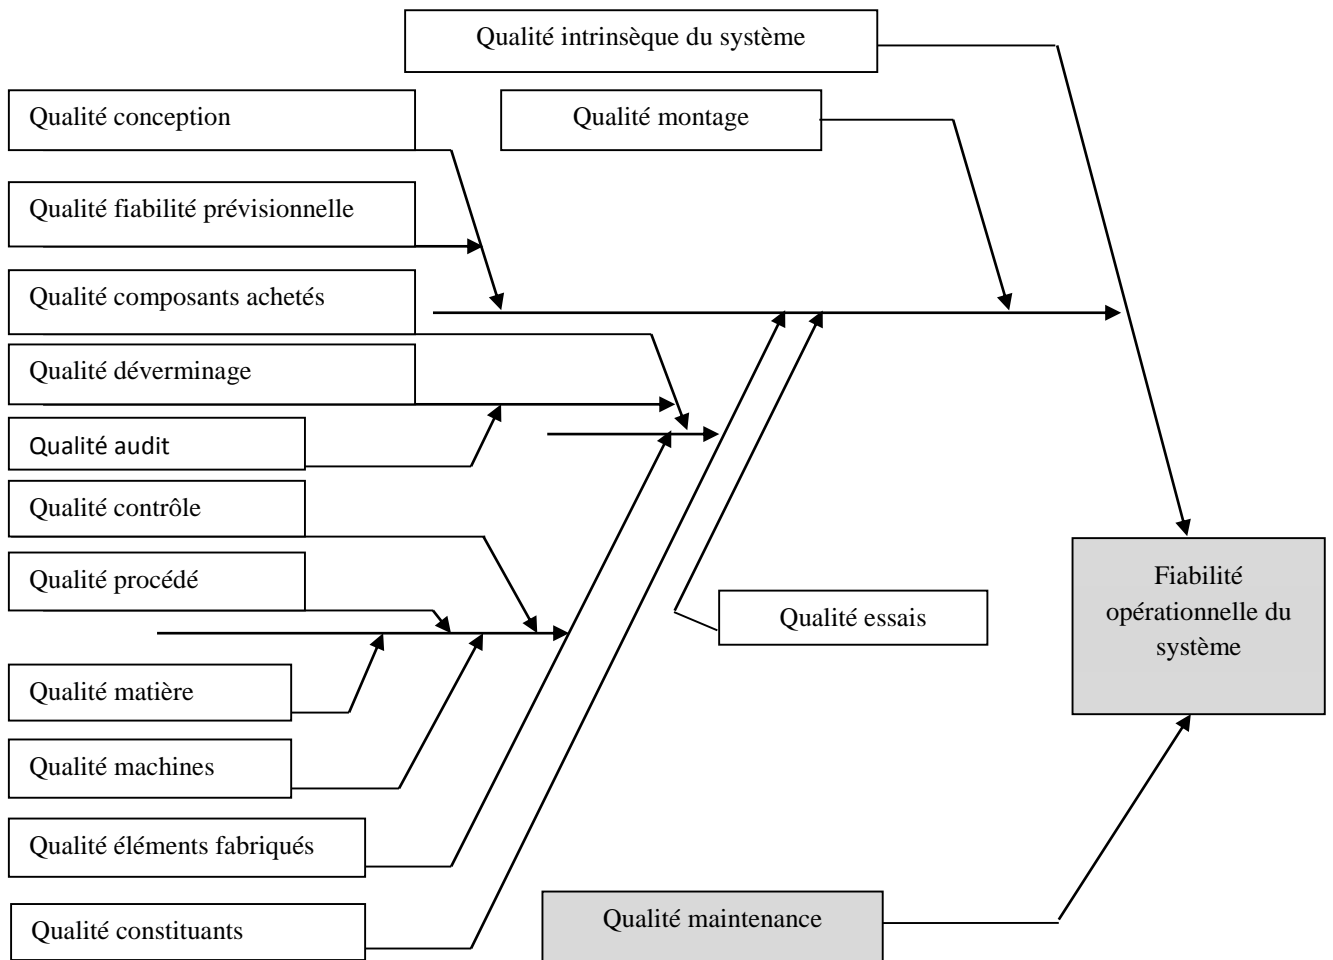 Qualité intrinsèque du système
Qualité conception
Qualité montage
Qualité fiabilité prévisionnelle
Qualité composants achetés
Qualité déverminage
Qualité audit
Qualité contrôle
Qualité procédé
Qualité essais
Fiabilité
opérationnelle du
système
Qualité matière
Qualité machines
Qualité éléments fabriqués
Qualité maintenance
Qualité constituants